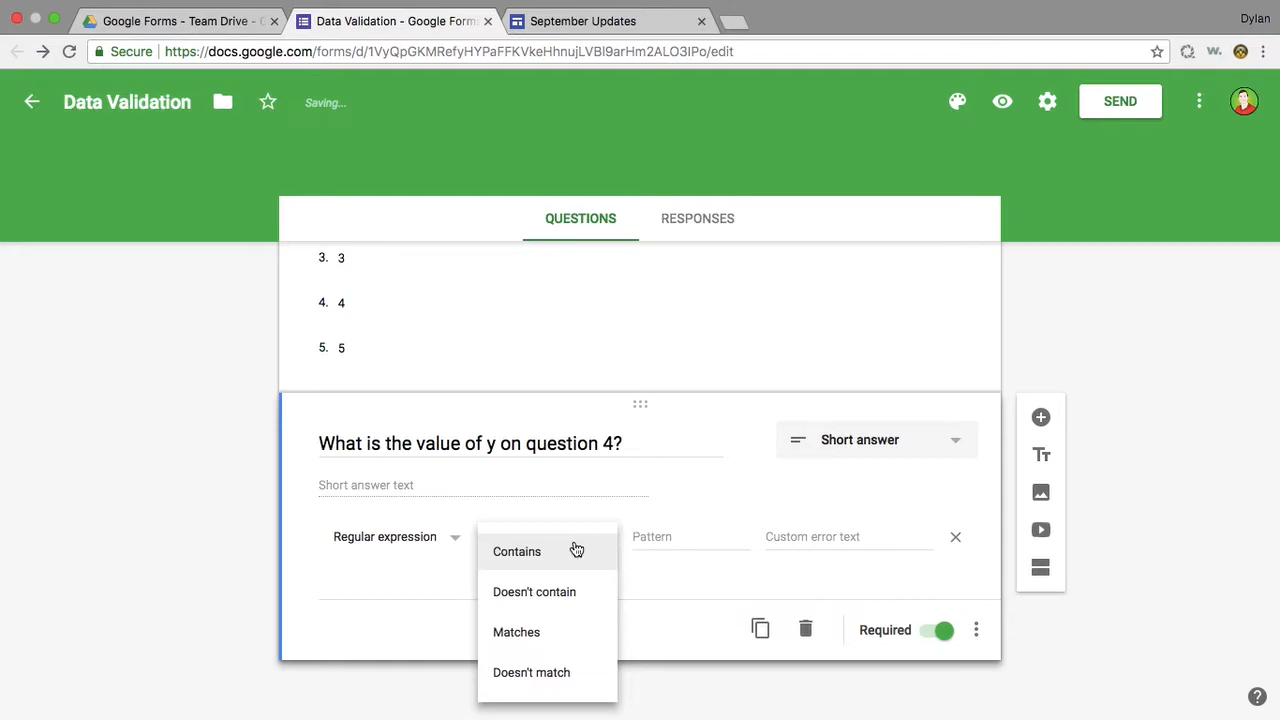 Google Forms - Team Drive - G
Data Validation - Google Form
September Updates
Dylan
Secure
https://docs.google.com/forms/d/1VyQpGKMRefyHYPaFFKVkeHhnujLVBI9arHm2ALO3IPo/edit
w.
Data Validation
Saving...
SEND
QUESTIONS
RESPONSES
3. 3
4. 4
5. 5
What is the value of y on question 4?
Short answer
Short answer text
Regular expression
Pattern
Custom error text
Contains
Doesn't contain
Matches
Doesn't match
Required
Tт